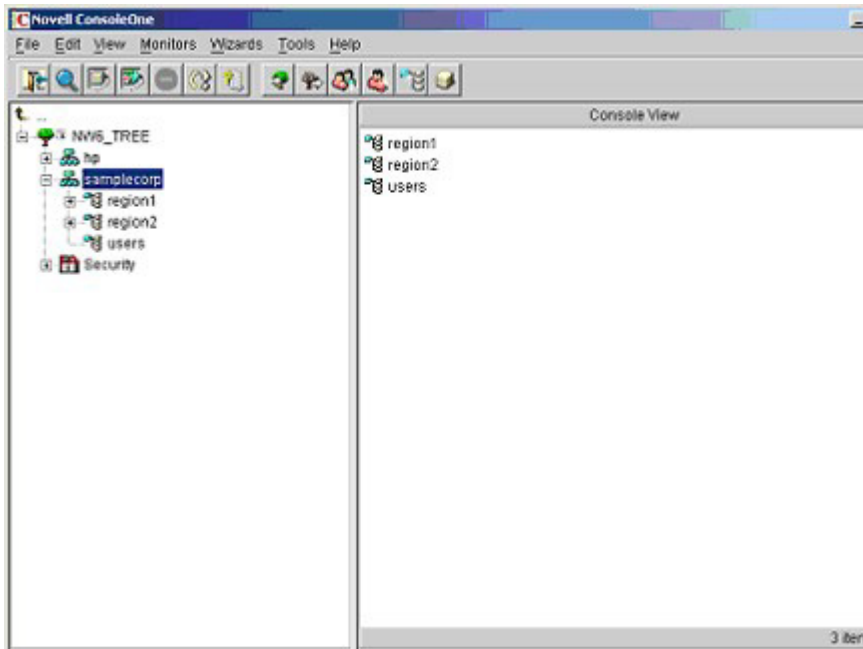 Novell ConsoleOne
File Edit View Monitors Wizards Tools Help
..
NW6_TREE
hp
samplecorp
region1
region2
users
Security
Console View
region1
region2
users
3 iter